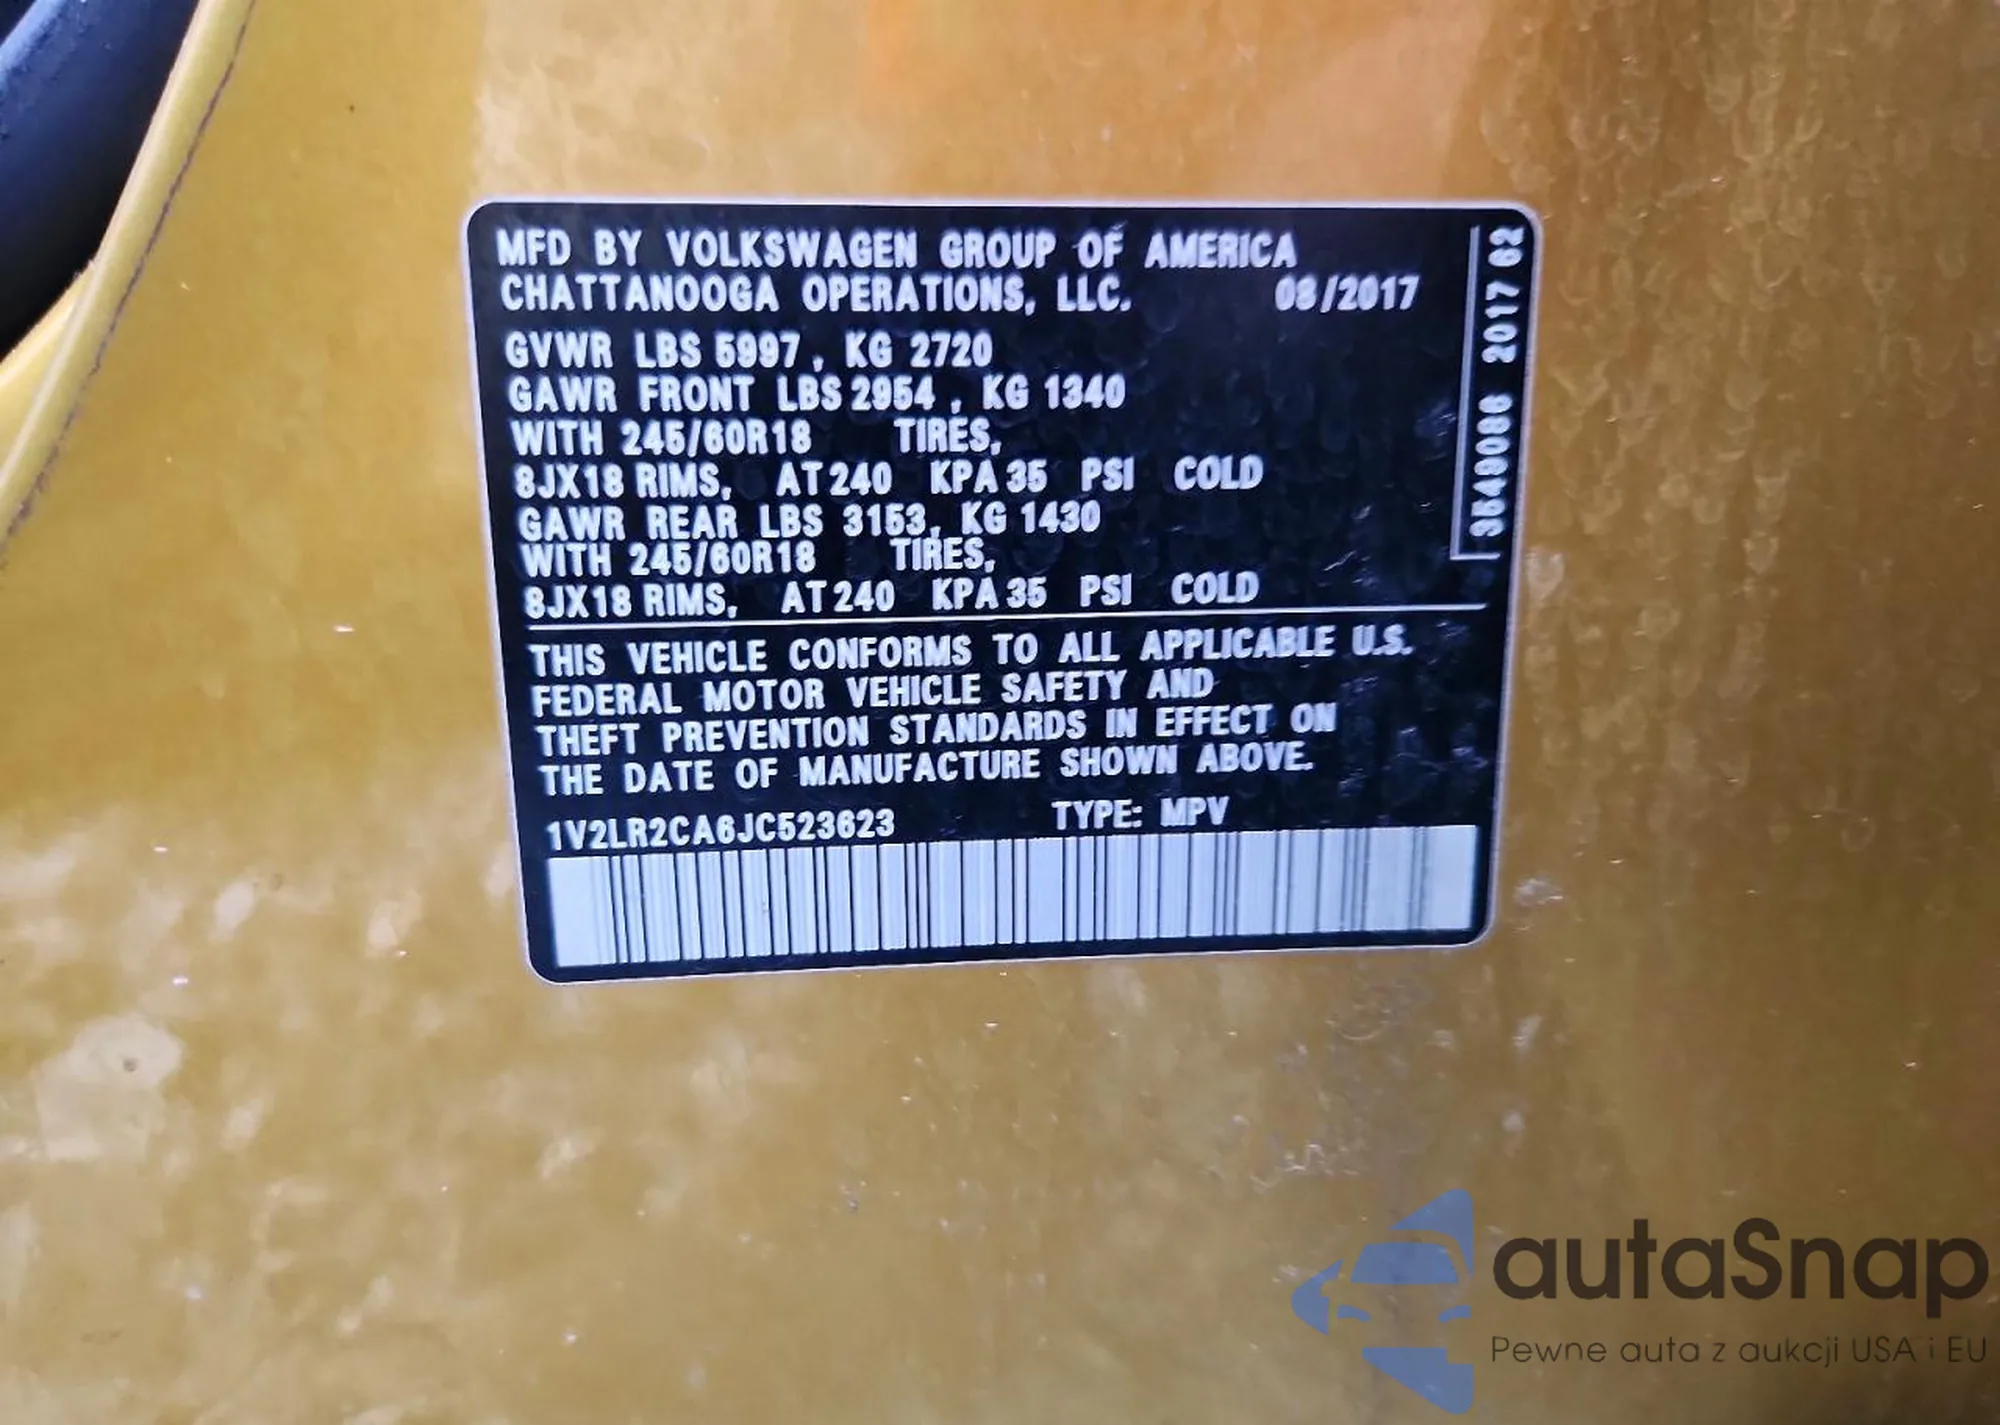 MFD BY VOLKSWAGEN GROUP OF AMERICA
CHATTANOOGA OPERATIONS, LLC. 08/2017
GVWR LBS 5997, KG 2720
GAWR FRONT LBS 2954, KG 1340
WITH 245/60R18 TIRES,
8JX18 RIMS, AT 240 KPA 35 PSI COLD
GAWR REAR LBS 3153, KG 1430
WITH 245/60R18 TIRES,
8JX18 RIMS, AT 240 KPA 35 PSI COLD
THIS VEHICLE CONFORMS TO ALL APPLICABLE U.S.
FEDERAL MOTOR VEHICLE SAFETY AND
THEFT PREVENTION STANDARDS IN EFFECT ON
THE DATE OF MANUFACTURE SHOWN ABOVE.
1V2LR2CA6JC523623 TYPE: MPV
2017
autaSnap
Pewne auta z aukcji USA i EU